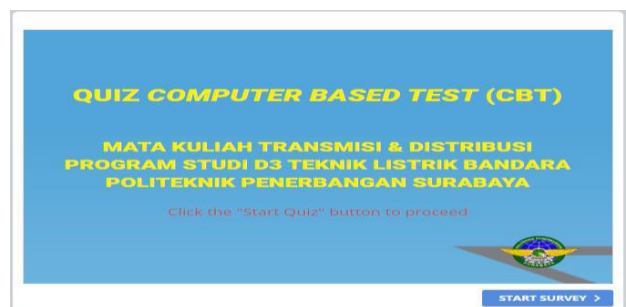 QUIZ COMPUTER BASED TEST (CBT)
MATA KULIAH TRANSMISI & DISTRIBUSI
PROGRAM STUDI D3 TEKNIK LISTRIK BANDARA
POLITEKNIK PENERBANGAN SURABAYA
Click the "Start Quiz" button to proceed
START SURVEY >